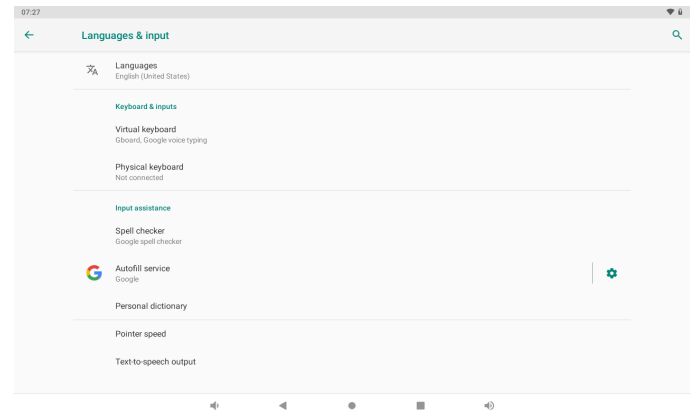 07:27
Languages & input
Languages
English (United States)
Keyboard & inputs
Virtual keyboard
Gboard, Google voice typing
Physical keyboard
Not connected
Input assistance
Spell checker
Google spell checker
Autofill service
Google
Personal dictionary
Pointer speed
Text-to-speech output